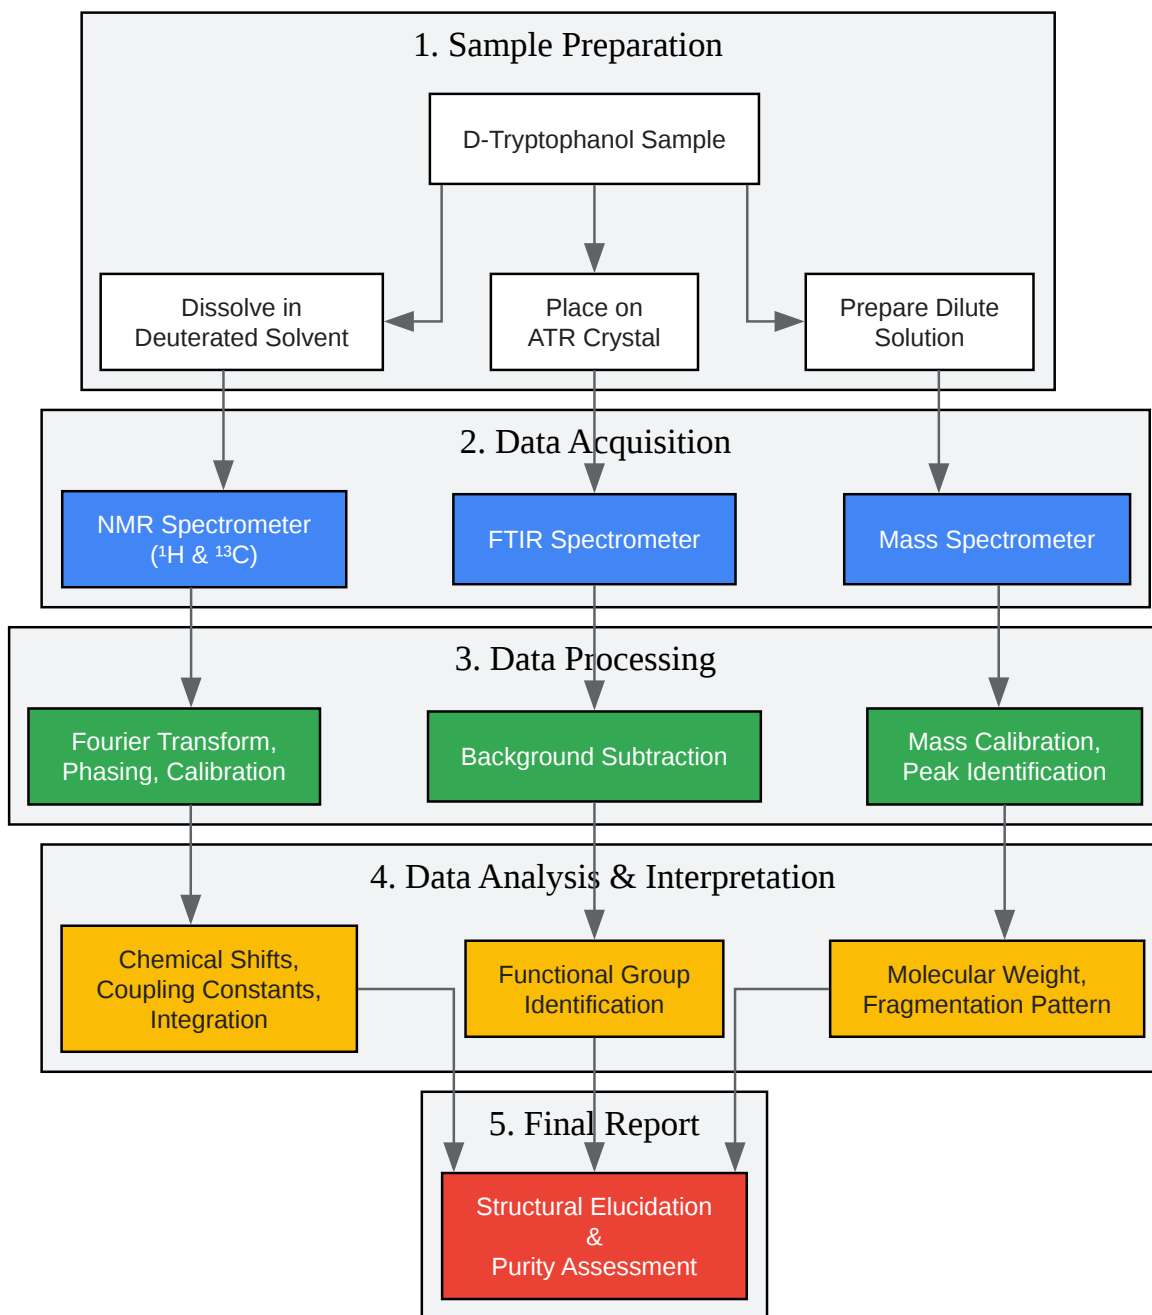 1. Sample Preparation
D-Tryptophanol Sample
Dissolve in
Deuterated Solvent
Place on
ATR Crystal
Prepare Dilute
Solution
2. Data Acquisition
NMR Spectrometer
(¹H & ¹³C)
FTIR Spectrometer
Mass Spectrometer
3. Data Processing
Fourier Transform,
Phasing, Calibration
Background Subtraction
Mass Calibration,
Peak Identification
4. Data Analysis & Interpretation
Chemical Shifts,
Coupling Constants,
Integration
Functional Group
Identification
Molecular Weight,
Fragmentation Pattern
5. Final Report
Structural Elucidation
&
Purity Assessment